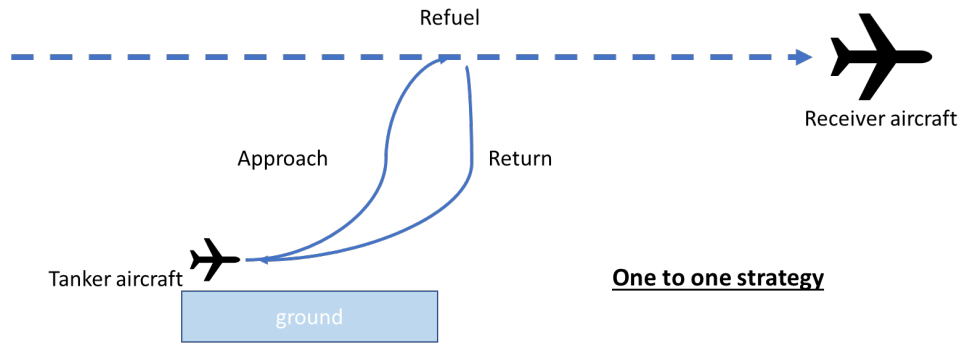 Refuel
Receiver aircraft
Approach
Return
Tanker aircraft
One to one strategy
ground